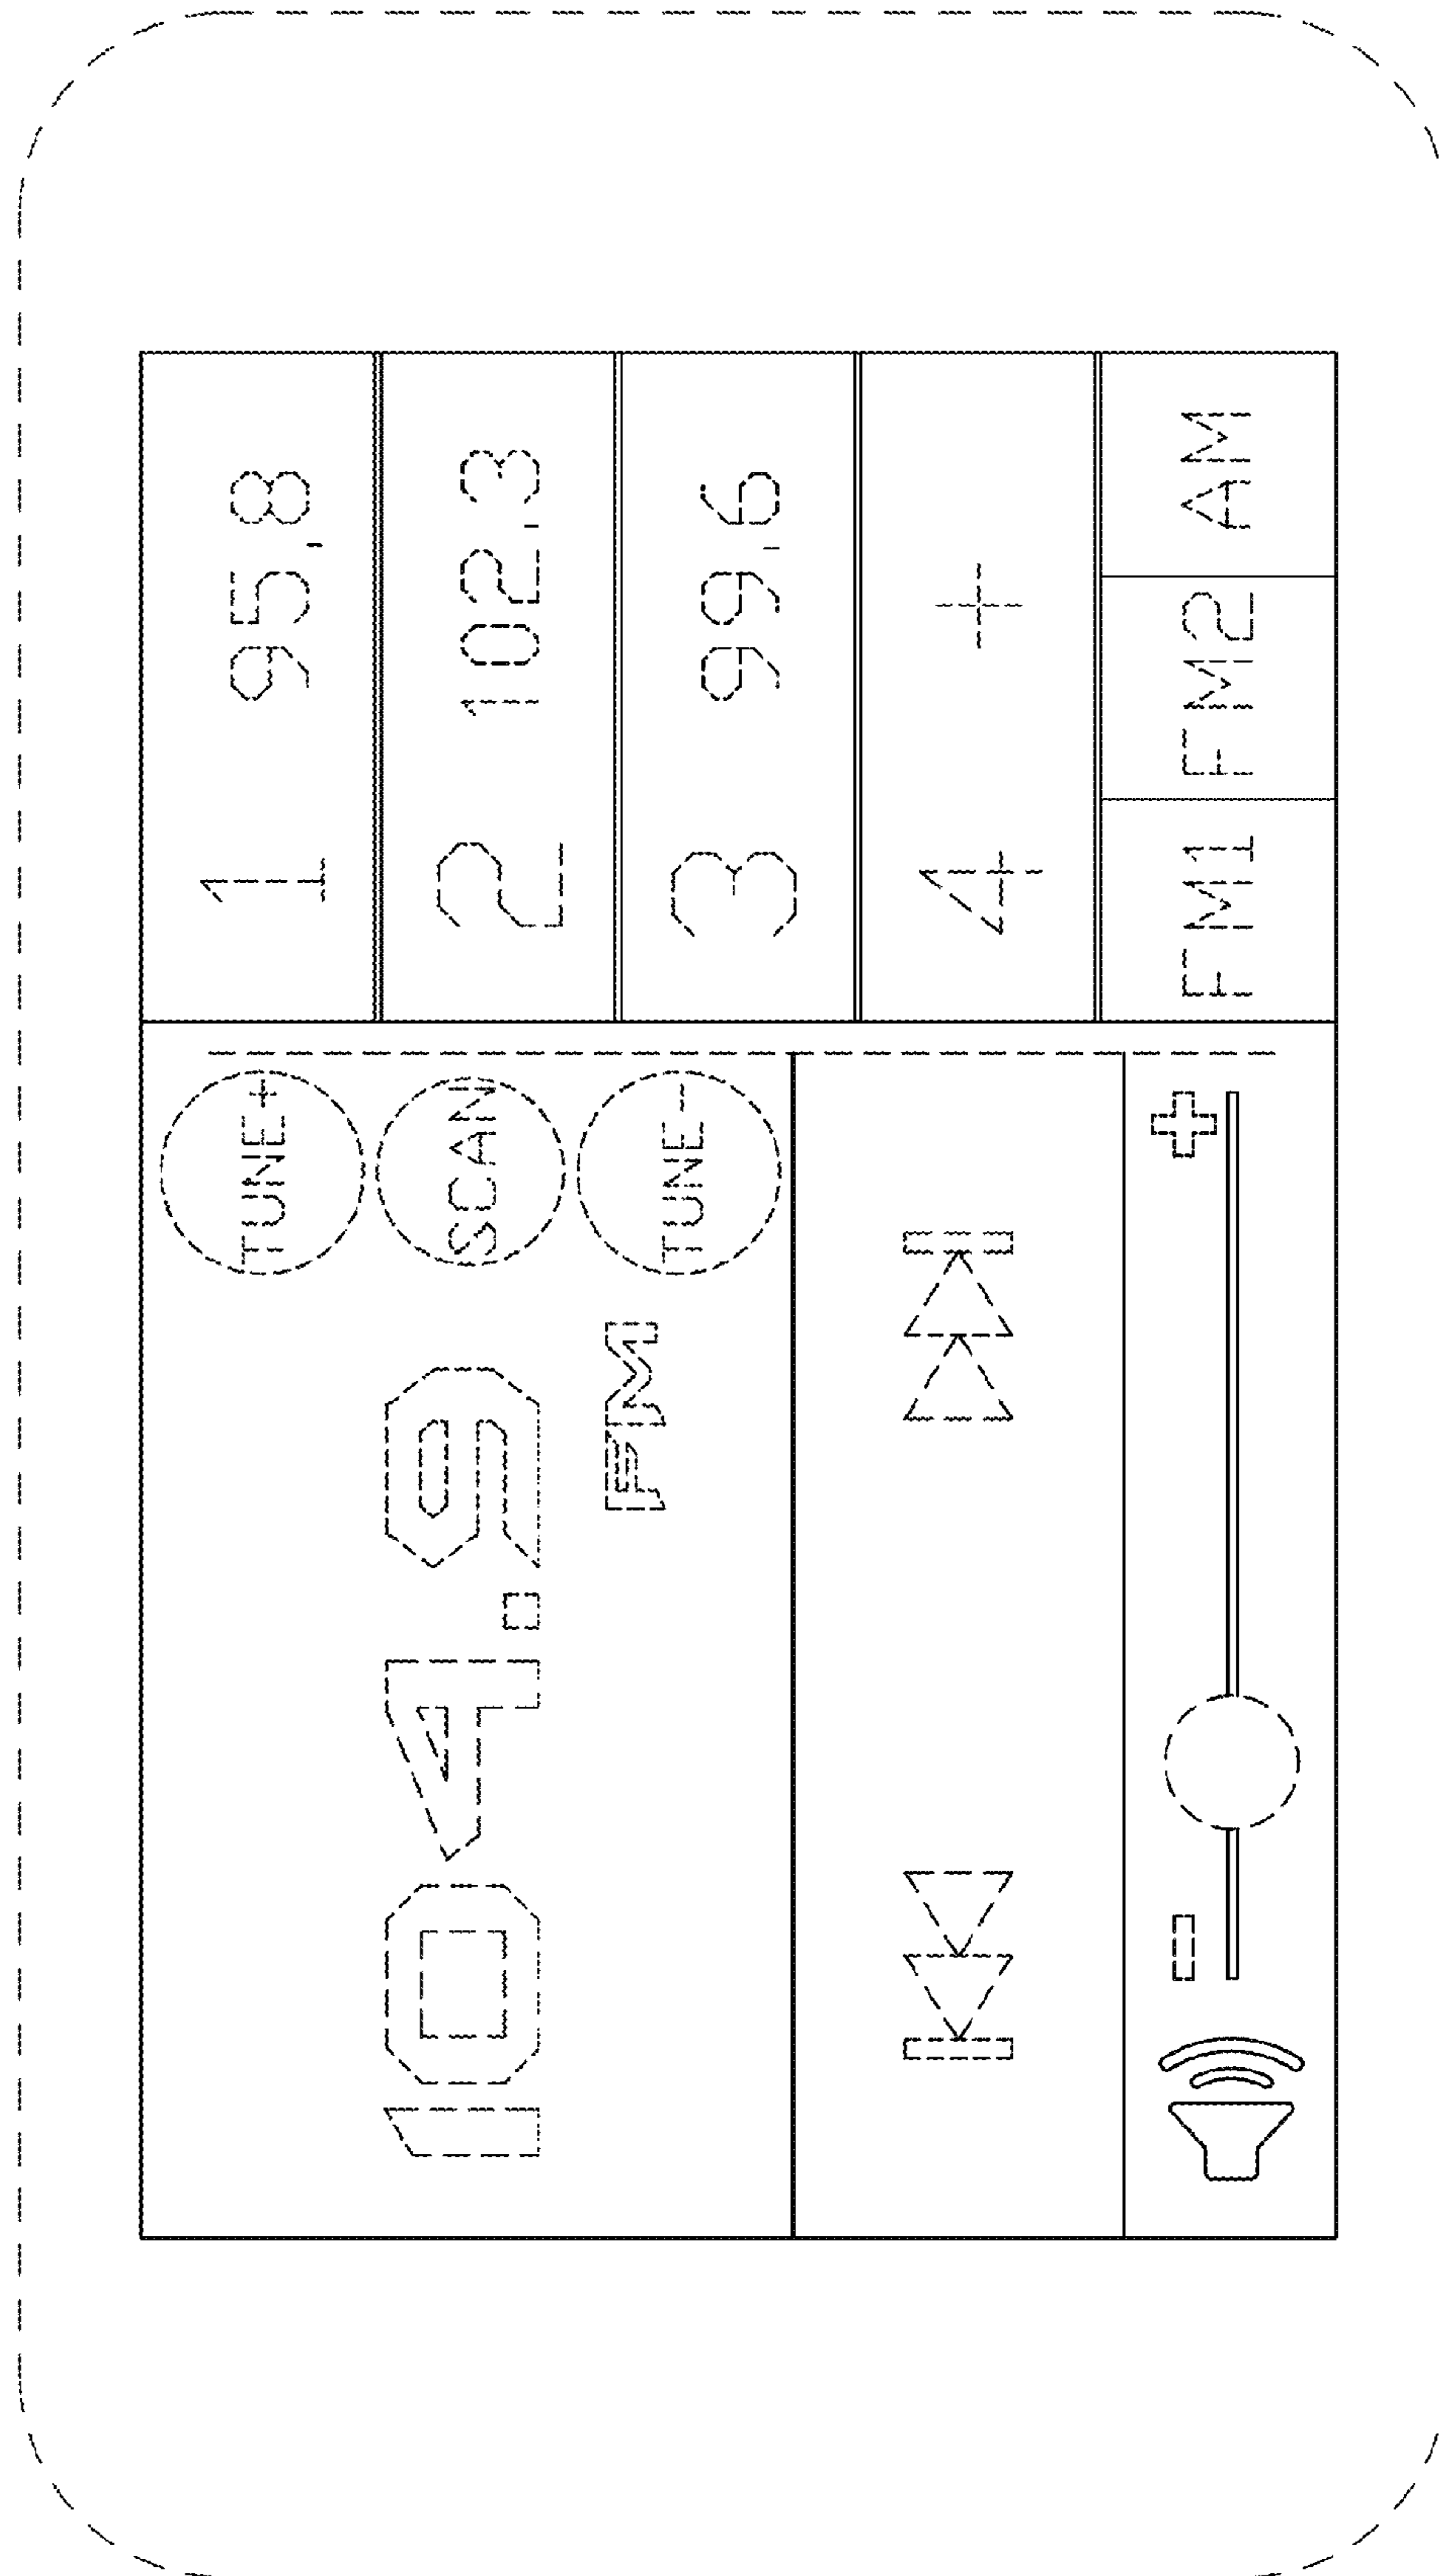 104.9
FM
TUNE+
SCAN
TUNE-
1 95,8
2 102,3
3 99,6
4 +
FM1 FM2 AM